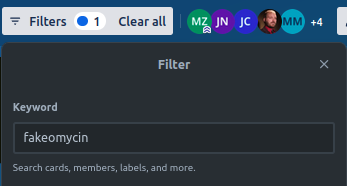 Filters 1 Clear all MZ JN JC MM +4
Filter
Keyword
fakeomycin
Search cards, members, labels, and more.